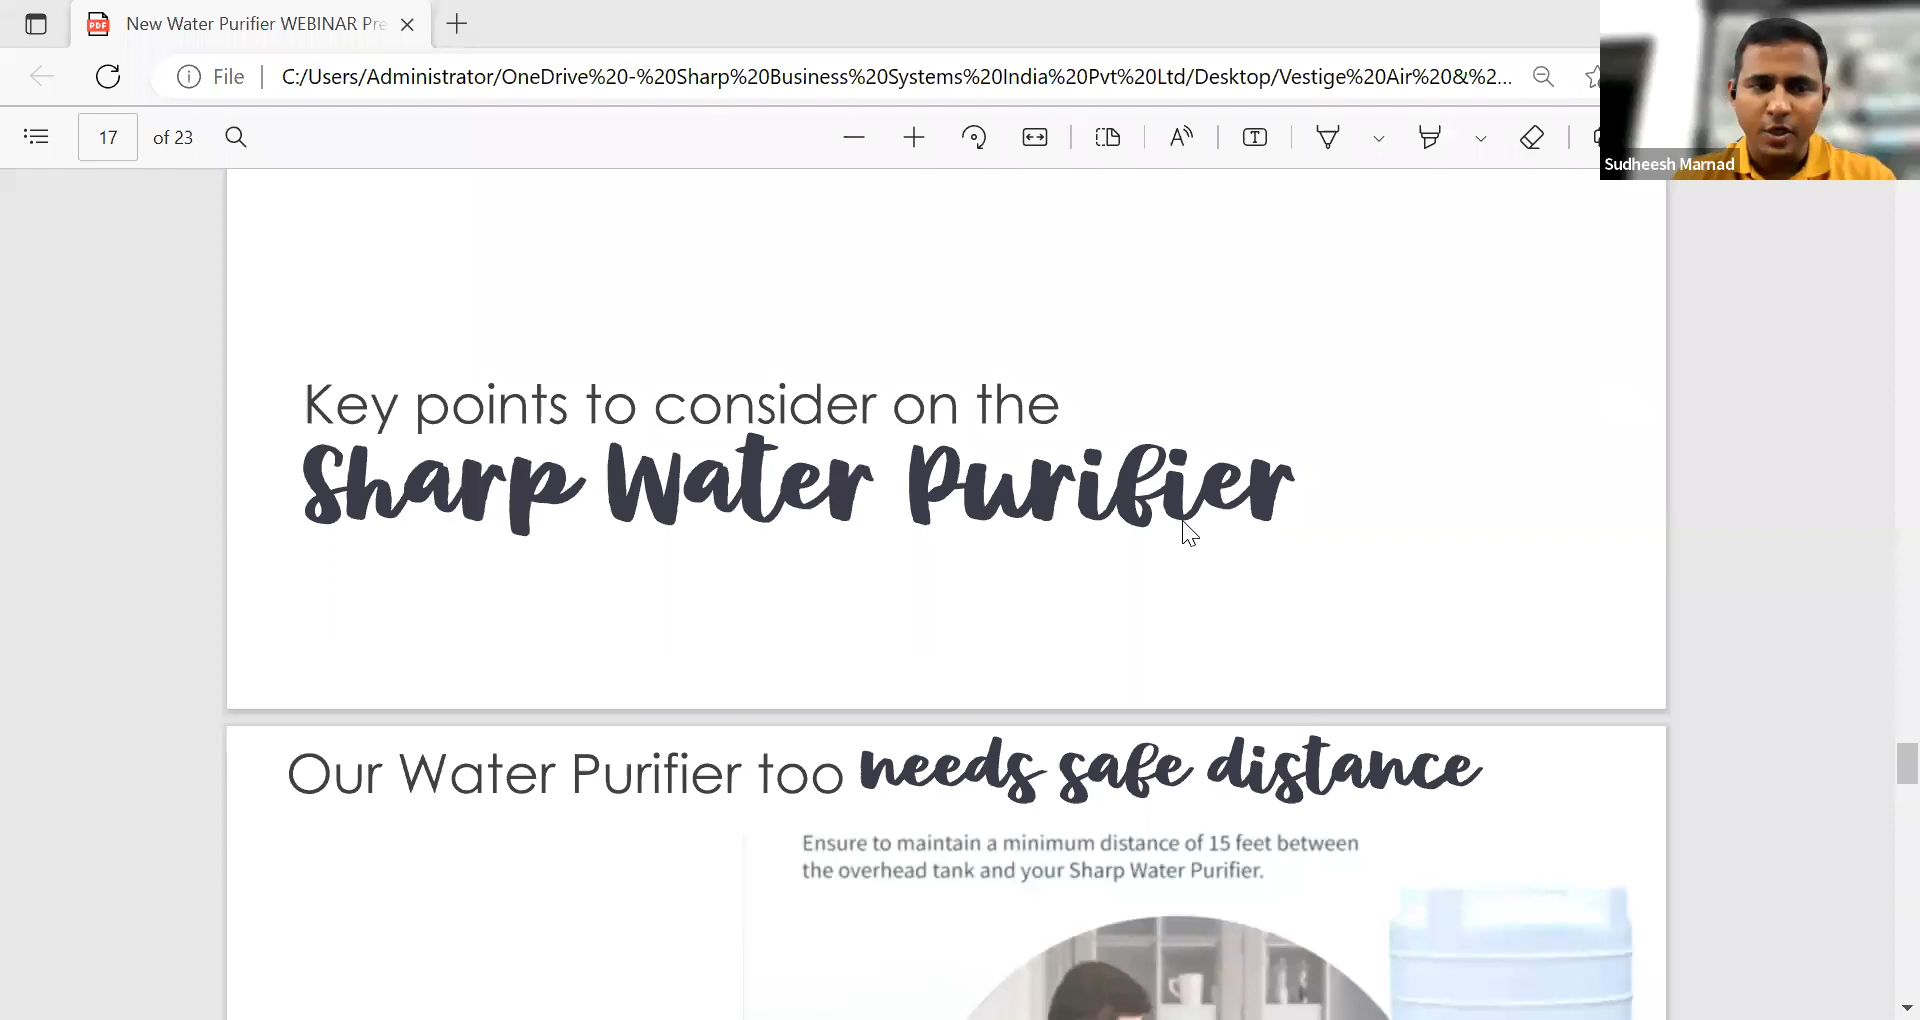 New Water Purifier WEBINAR Pre
File
C:/Users/Administrator/OneDrive%20-%20Sharp%20Business%20Systems%20India%20Pvt%20Ltd/Desktop/Vestige%20Air%20&%2...
17 of 23
Sudheesh Marnad
Key points to consider on the
Sharp Water Purifier
Our Water Purifier too needs safe distance
Ensure to maintain a minimum distance of 15 feet between
the overhead tank and your Sharp Water Purifier.